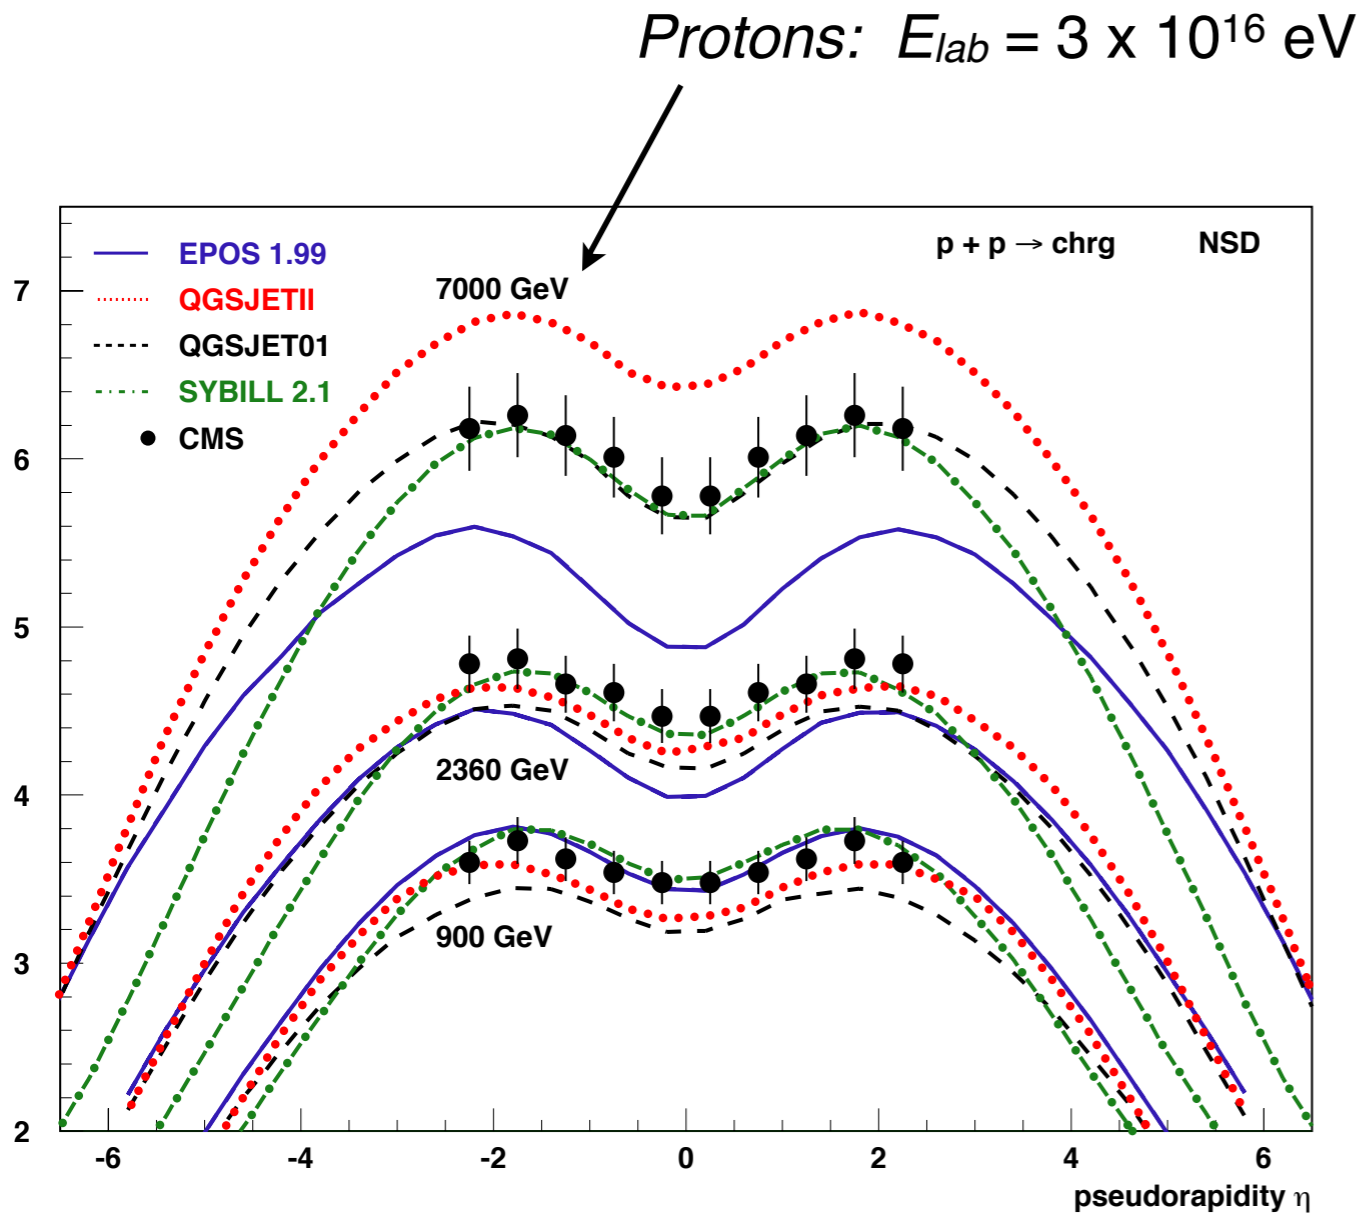 Protons: E_lab = 3 x 10^16 eV
EPOS 1.99
QGSJETII
QGSJET01
SYBILL 2.1
CMS
p + p → chrg NSD
7000 GeV
2360 GeV
900 GeV
7
6
5
4
3
2
-6 -4 -2 0 2 4 6
pseudorapidity η